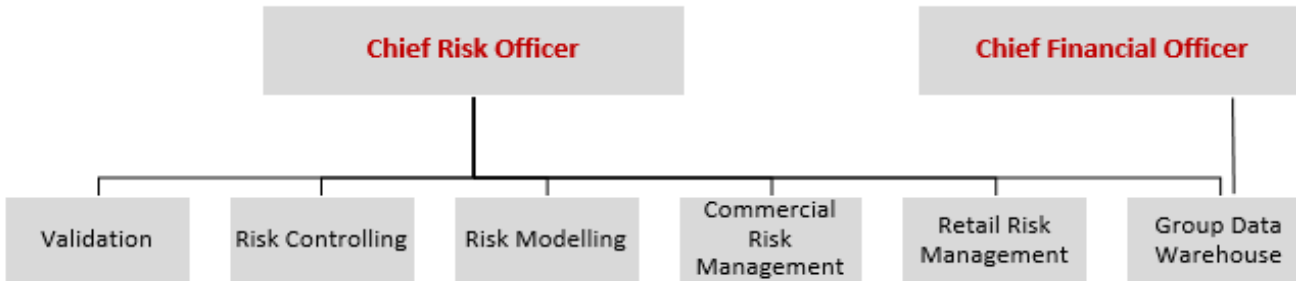 Chief Risk Officer
Chief Financial Officer
Validation
Risk Controlling
Risk Modelling
Commercial
Risk
Management
Retail Risk
Management
Group Data
Warehouse